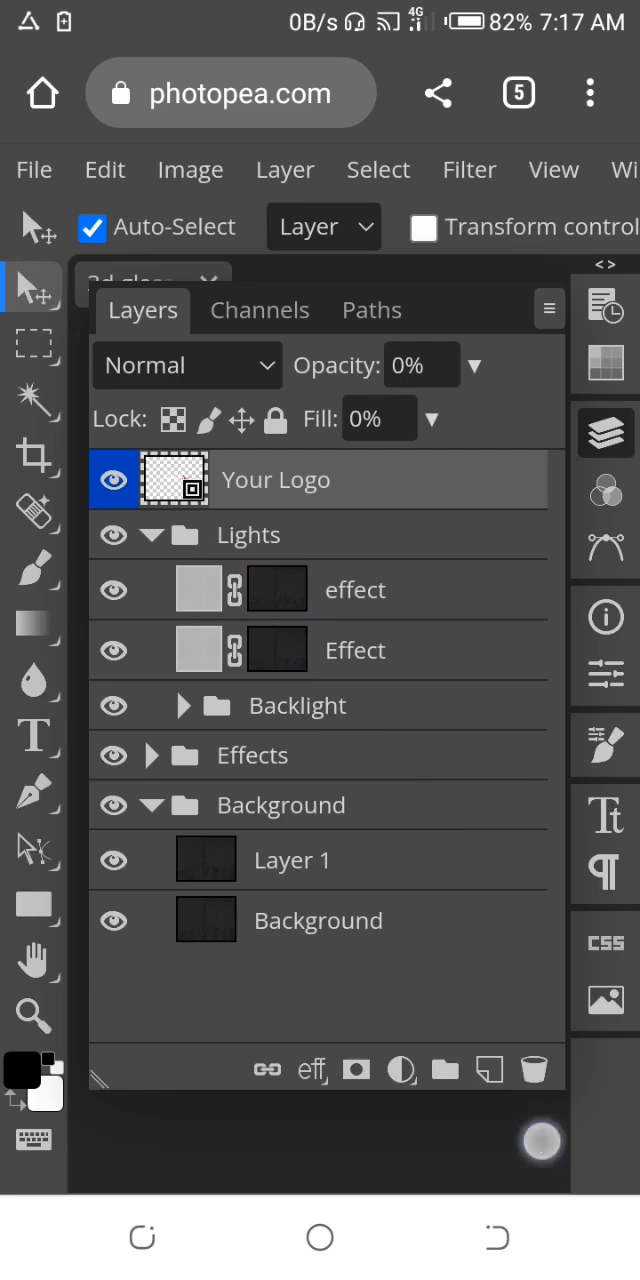 0B/s 4G 82% 7:17 AM
photopea.com 5
File Edit Image Layer Select Filter View Wi
Auto-Select Layer Transform control
< >
Layers Channels Paths
Normal Opacity: 0%
Lock: Fill: 0%
Your Logo
Lights
effect
Effect
Backlight
Effects
Background
Layer 1
Background
T
Tt
CSS
eff